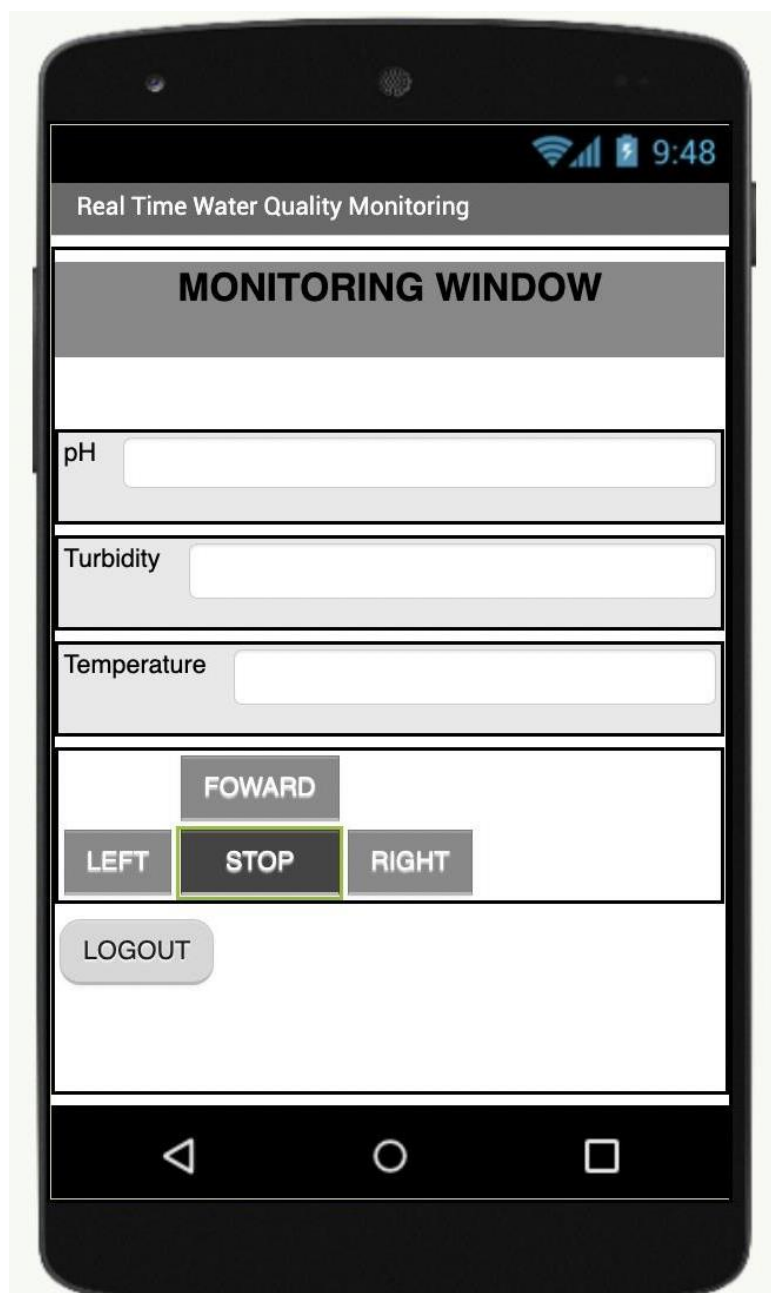 9:48
Real Time Water Quality Monitoring
MONITORING WINDOW
pH
Turbidity
Temperature
FOWARD
LEFT STOP RIGHT
LOGOUT